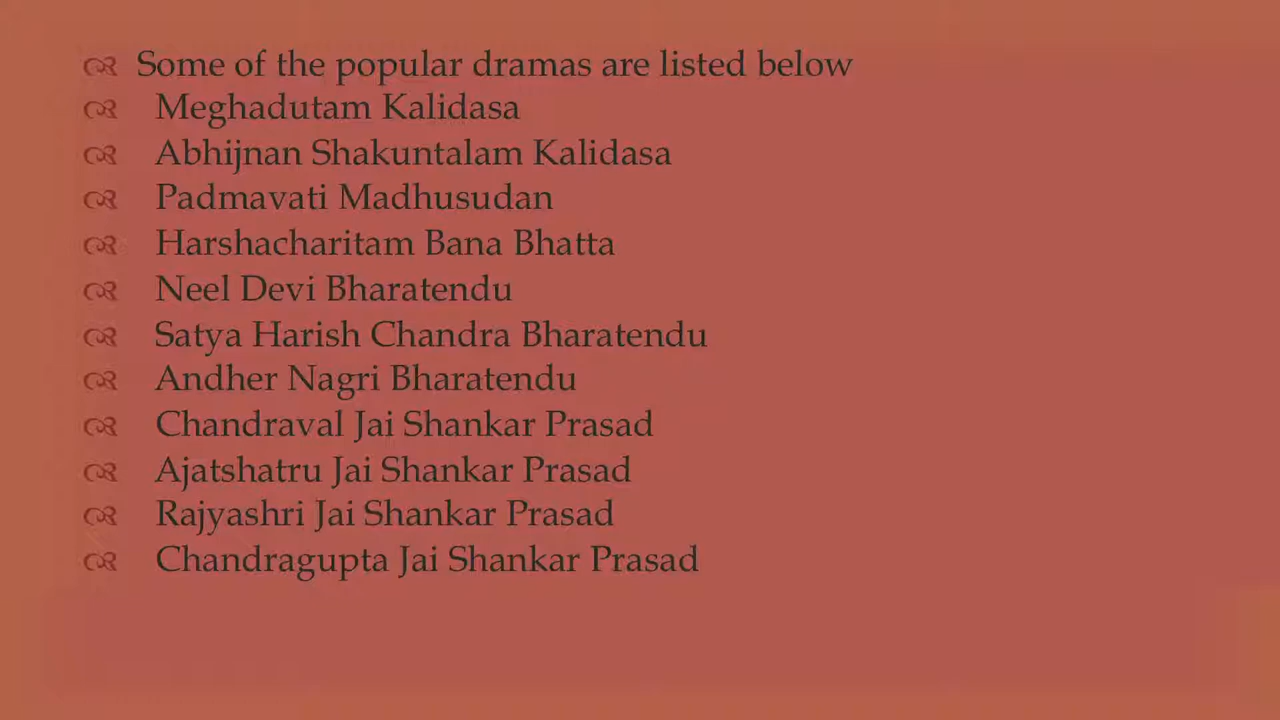 Some of the popular dramas are listed below
Meghadutam Kalidasa
Abhijnan Shakuntalam Kalidasa
Padmavati Madhusudan
Harshacharitam Bana Bhatta
Neel Devi Bharatendu
Satya Harish Chandra Bharatendu
Andher Nagri Bharatendu
Chandraval Jai Shankar Prasad
Ajatshatru Jai Shankar Prasad
Rajyashri Jai Shankar Prasad
Chandragupta Jai Shankar Prasad